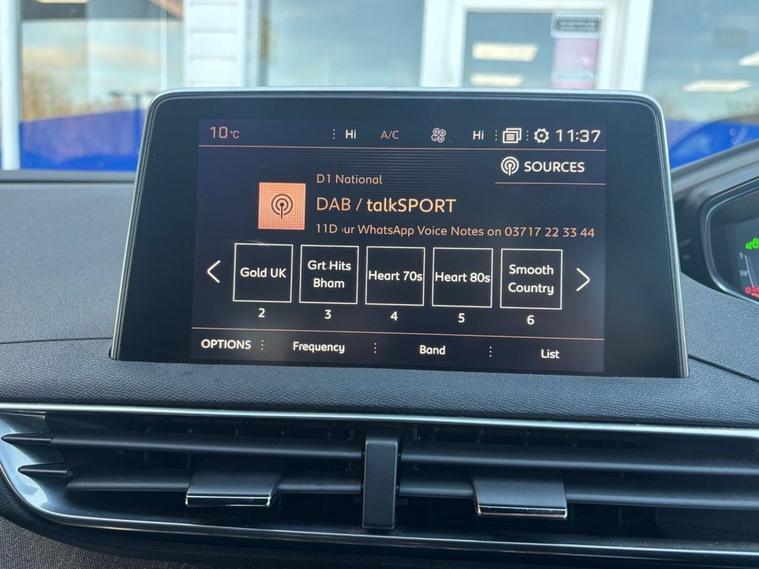 10°C Hi A/C Hi 11:37
SOURCES
D1 National
DAB / talkSPORT
11D ur WhatsApp Voice Notes on 03717 22 33 44
Gold UK
Grt Hits
Bham
Heart 70s
Heart 80s
Smooth
Country
2 3 4 5 6
OPTIONS Frequency Band List